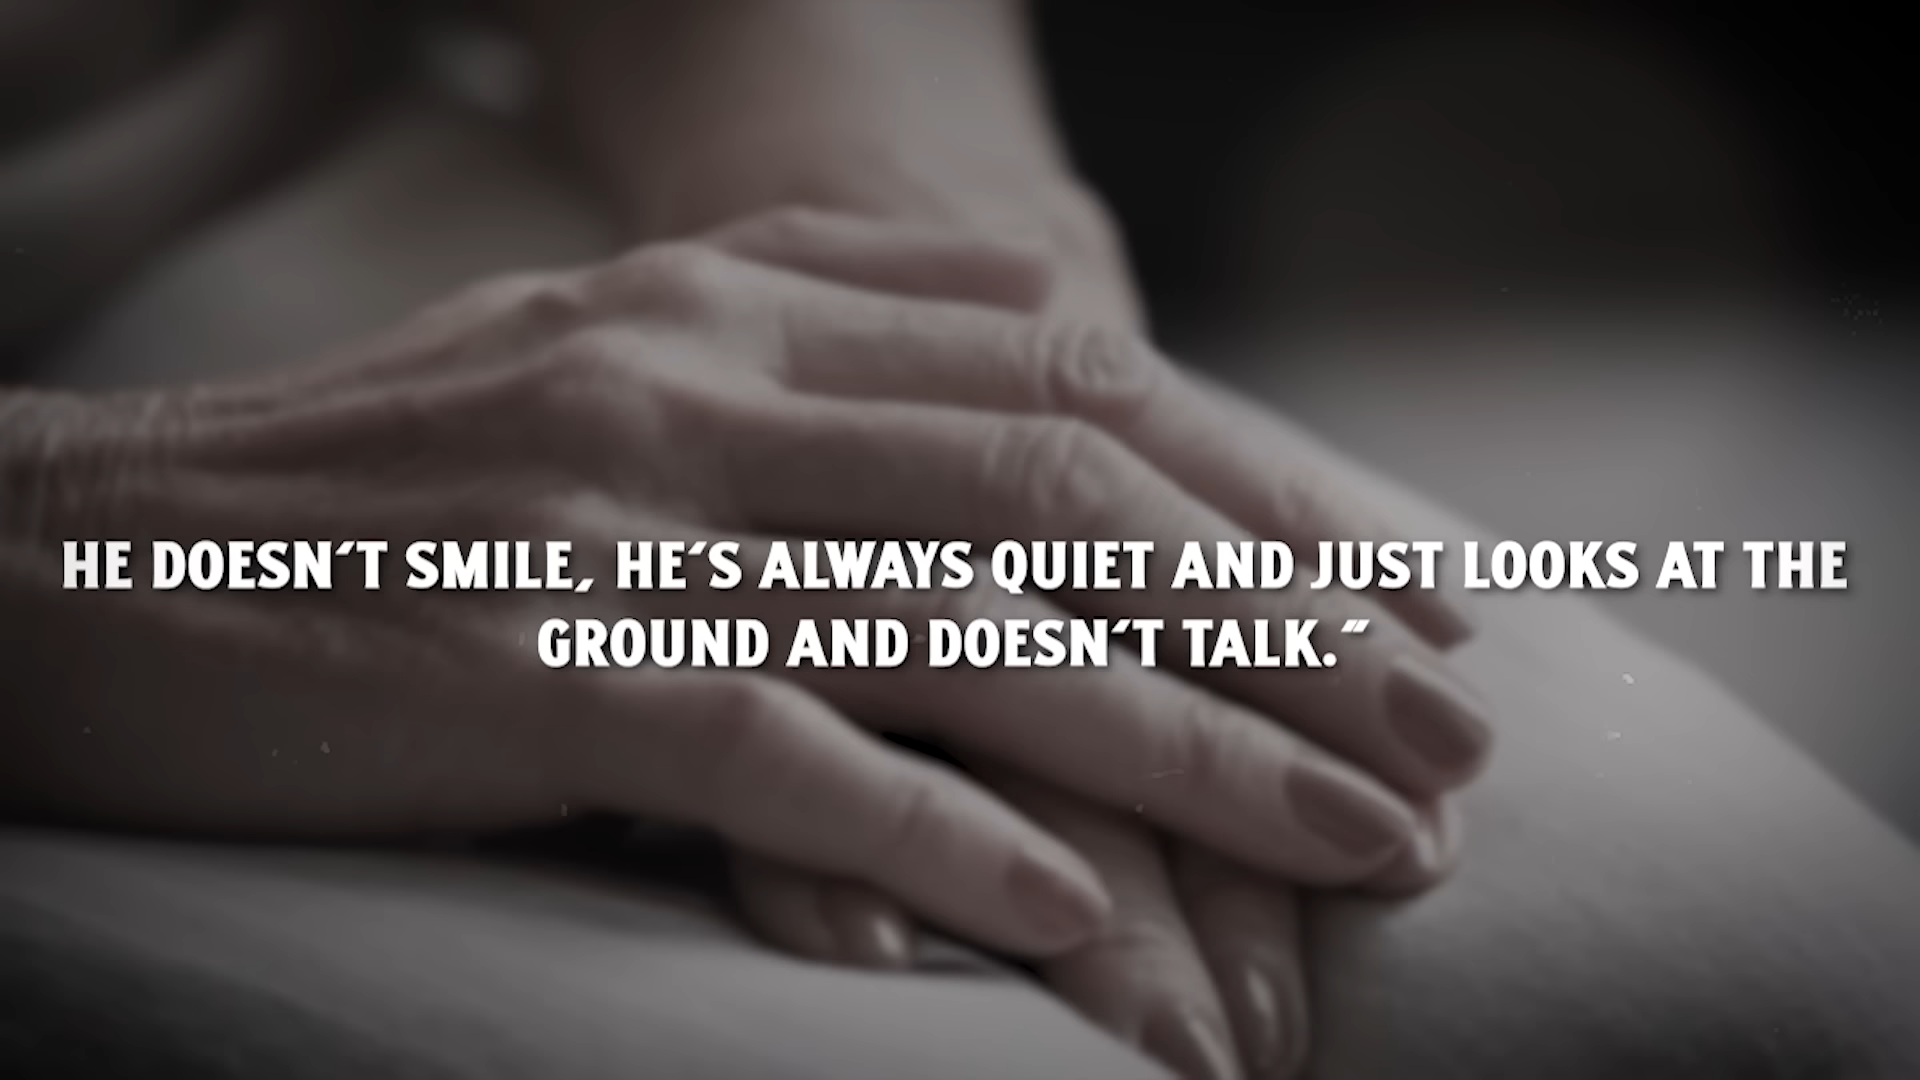 HE DOESN'T SMILE, HE'S ALWAYS QUIET AND JUST LOOKS AT THE
GROUND AND DOESN'T TALK."